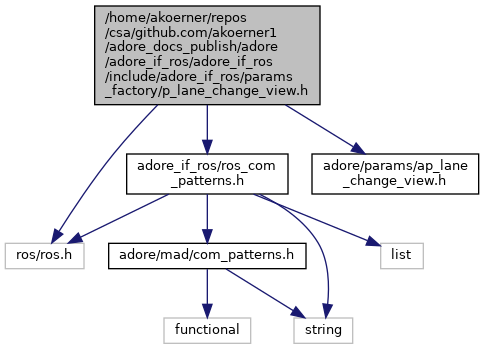 /home/akoerner/repos
/csa/github.com/akoerner1
/adore_docs_publish/adore
/adore_if_ros/adore_if_ros
/include/adore_if_ros/params
_factory/p_lane_change_view.h
adore_if_ros/ros_com
_patterns.h
adore/params/ap_lane
_change_view.h
ros/ros.h
adore/mad/com_patterns.h
list
functional
string